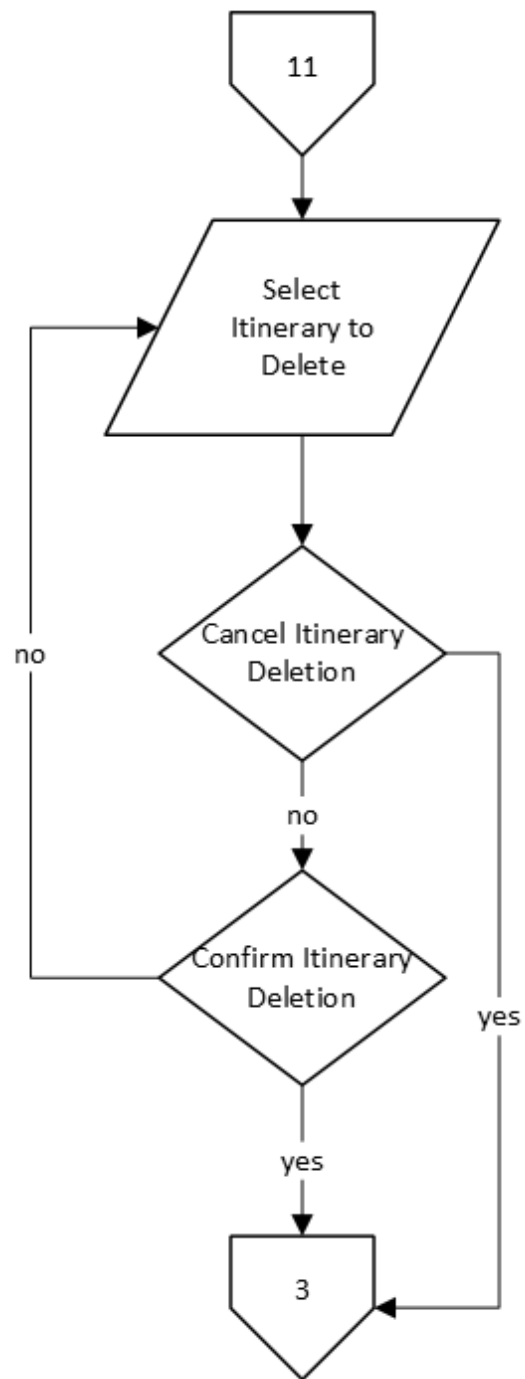 11
Select
Itinerary to
Delete
Cancel Itinerary
Deletion
no
no
Confirm Itinerary
Deletion
yes
yes
3